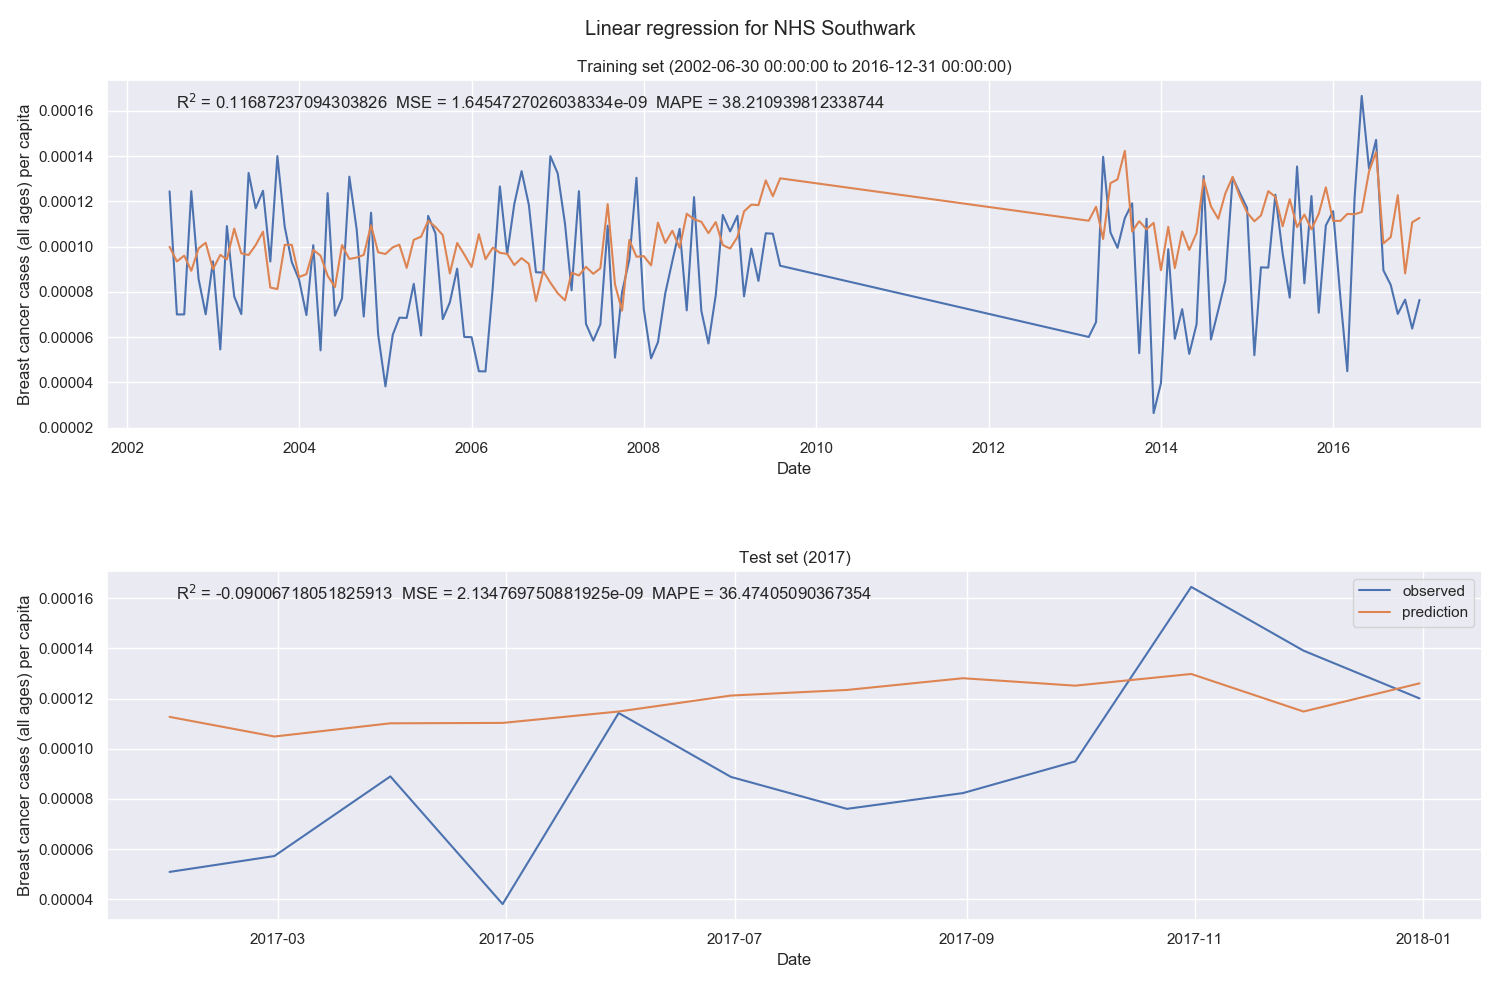 Linear regression for NHS Southwark
Training set (2002-06-30 00:00:00 to 2016-12-31 00:00:00)
R² = 0.11687237094303826 MSE = 1.6454727026038334e-09 MAPE = 38.210939812338744
Breast cancer cases (all ages) per capita
0.00016
0.00014
0.00012
0.00010
0.00008
0.00006
0.00004
0.00002
2002 2004 2006 2008 2010 2012 2014 2016
Date
Test set (2017)
R² = -0.09006718051825913 MSE = 2.134769750881925e-09 MAPE = 36.47405090367354
observed
prediction
Breast cancer cases (all ages) per capita
0.00016
0.00014
0.00012
0.00010
0.00008
0.00006
0.00004
2017-03 2017-05 2017-07 2017-09 2017-11 2018-01
Date